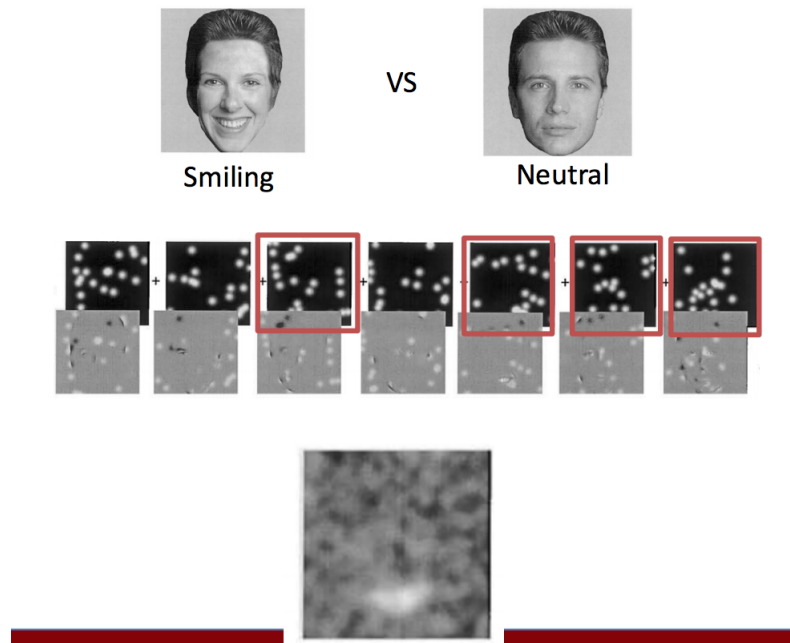 VS
Smiling
Neutral
+ + + + + +